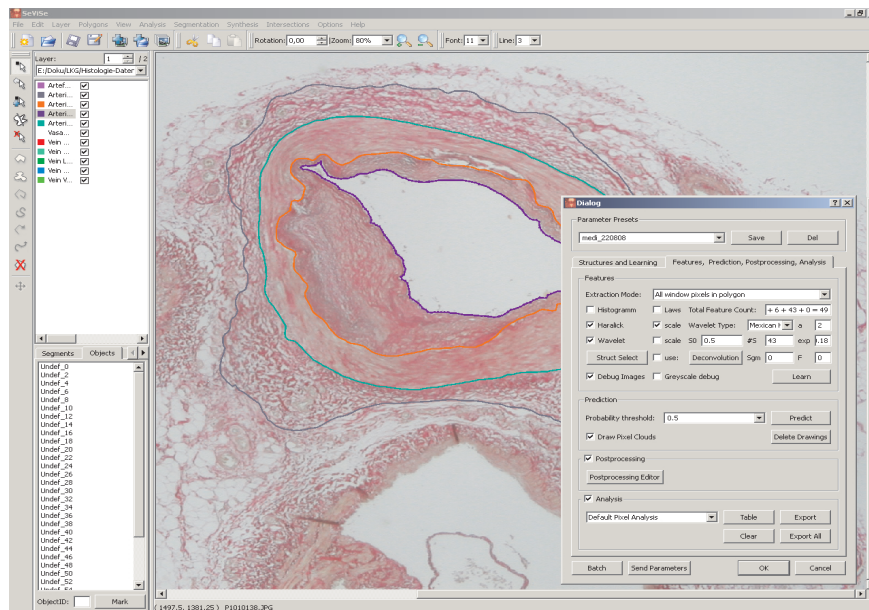 SeViSe
File Edit Layer Polygons View Analysis Segmentation Synthesis Intersections Options Help
Rotation: 0,00 Zoom: 80% Font: 11 Line: 3
Layer: 1 / 2
E:/Doku/LKG/Histologie-Dater
Artef...
Arteri...
Arteri...
Arteri...
Arteri...
Vasa...
Vein ...
Vein ...
Vein L...
Vein ...
Vein V...
Segments Objects
Undef_0
Undef_2
Undef_4
Undef_6
Undef_8
Undef_10
Undef_12
Undef_14
Undef_16
Undef_18
Undef_20
Undef_22
Undef_24
Undef_26
Undef_28
Undef_30
Undef_32
Undef_34
Undef_36
Undef_38
Undef_40
Undef_42
Undef_44
Undef_46
Undef_48
Undef_50
Undef_52
ObjectID: Mark
(1497.5, 1381.25) P1010138.JPG
Dialog
Parameter Presets
medi_220808 Save Del
Structures and Learning Features, Prediction, Postprocessing, Analysis
Features
Extraction Mode: All window pixels in polygon
Histogramm Laws Total Feature Count: + 6 + 43 + 0 = 49
Haralick scale Wavelet Type: Mexican a 2
Wavelet scale S0 0.5 #S 43 exp .18
Struct Select use: Deconvolution Sgm 0 F 0
Debug Images Greyscale debug Learn
Prediction
Probability threshold: 0.5 Predict
Draw Pixel Clouds Delete Drawings
Postprocessing
Postprocessing Editor
Analysis
Default Pixel Analysis Table Export
Clear Export All
Batch Send Parameters OK Cancel